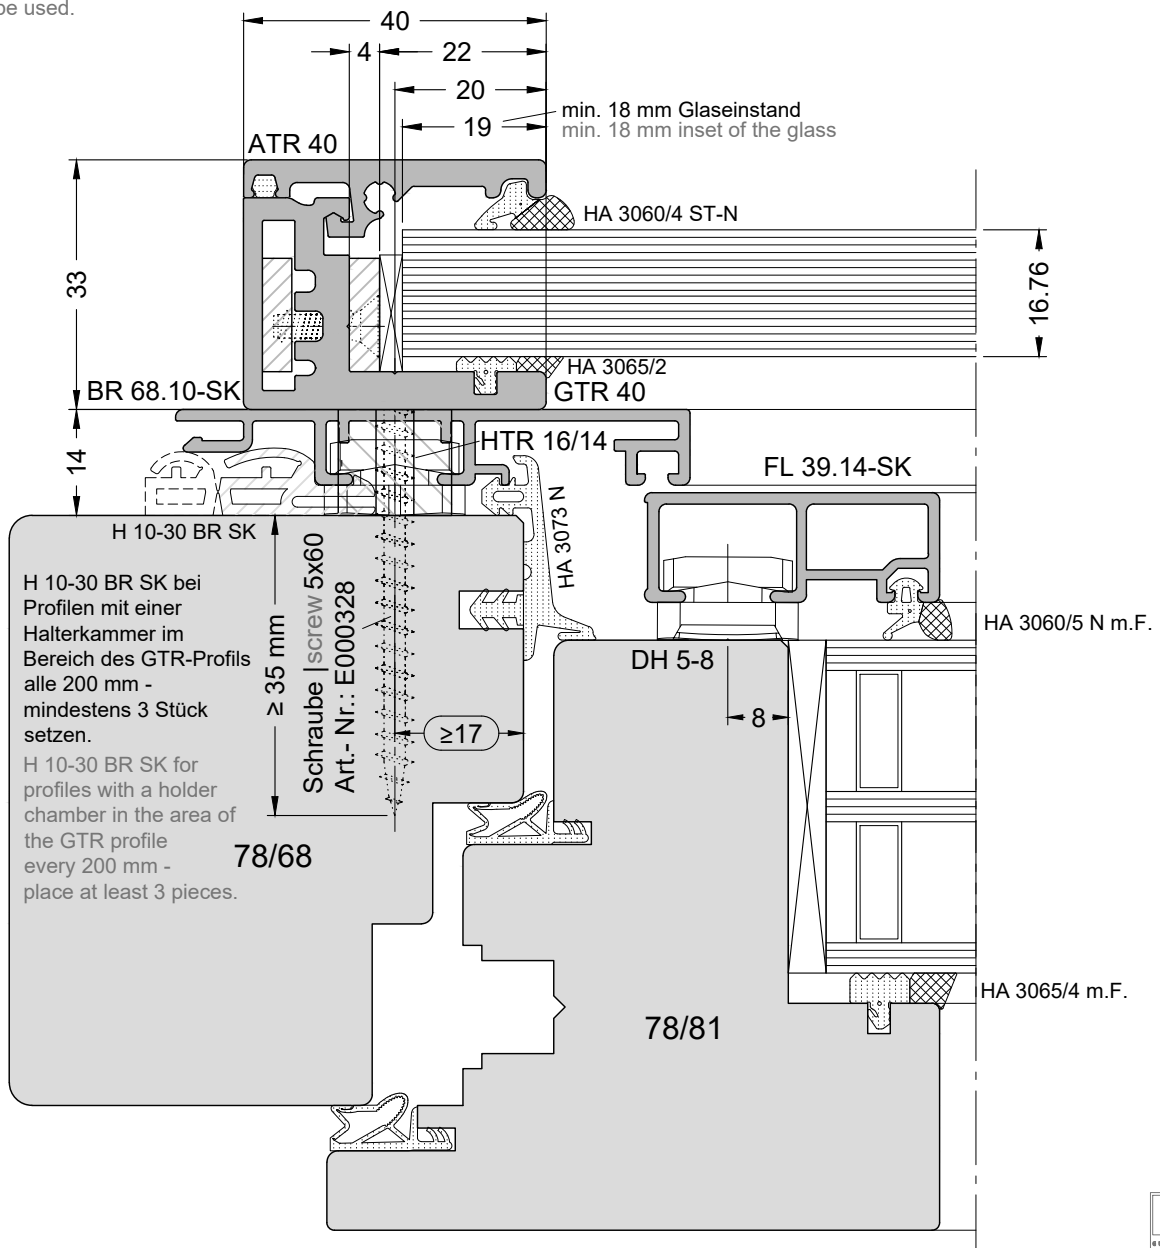 be used.
40
4
22
20
19
min. 18 mm Glaseinstand
min. 18 mm inset of the glass
ATR 40
HA 3060/4 ST-N
33
16.76
HA 3065/2
BR 68.10-SK
GTR 40
HTR 16/14
14
FL 39.14-SK
H 10-30 BR SK
HA 3073 N
H 10-30 BR SK bei
Profilen mit einer
Halterkammer im
Bereich des GTR-Profils
alle 200 mm -
mindestens 3 Stück
setzen.
H 10-30 BR SK for
profiles with a holder
chamber in the area of
the GTR profile
every 200 mm -
place at least 3 pieces.
≥ 35 mm
Schraube | screw 5x60
Art.- Nr.: E000328
≥17
HA 3060/5 N m.F.
DH 5-8
8
78/68
HA 3065/4 m.F.
78/81